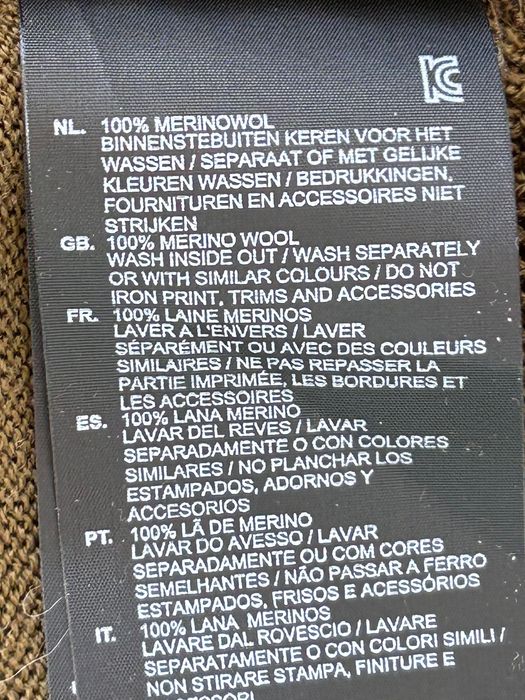 NL. 100% MERINOWOL
BINNENSTEBUITEN KEREN VOOR HET
WASSEN / SEPARAAT OF MET GELIJKE
KLEUREN WASSEN / BEDRUKKINGEN,
FOURNITUREN EN ACCESSOIRES NIET
STRIJKEN
GB. 100% MERINO WOOL
WASH INSIDE OUT / WASH SEPARATELY
OR WITH SIMILAR COLOURS / DO NOT
IRON PRINT, TRIMS AND ACCESSORIES
FR. 100% LAINE MERINOS
LAVER A L'ENVERS / LAVER
SÉPARÉMENT OU AVEC DES COULEURS
SIMILAIRES / NE PAS REPASSER LA
PARTIE IMPRIMÉE, LES BORDURES ET
LES ACCESSOIRES
ES. 100% LANA MERINO
LAVAR DEL REVES / LAVAR
SEPARADAMENTE O CON COLORES
SIMILARES / NO PLANCHAR LOS
ESTAMPADOS, ADORNOS Y
ACCESORIOS
PT. 100% LÃ DE MERINO
LAVAR DO AVESSO / LAVAR
SEPARADAMENTE OU COM CORES
SEMELHANTES / NÃO PASSAR A FERRO
ESTAMPADOS, FRISOS E ACESSÓRIOS
IT. 100% LANA MERINOS
LAVARE DAL ROVESCIO / LAVARE
SEPARATAMENTE O CON COLORI SIMILI /
NON STIRARE STAMPA, FINITURE E